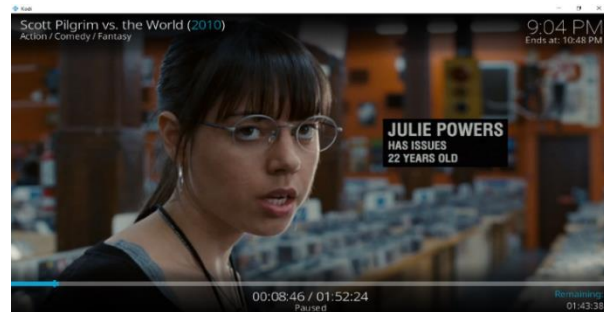 Kodi
Scott Pilgrim vs. the World (2010)
Action / Comedy / Fantasy
9:04 PM
Ends at: 10:48 PM
JULIE POWERS
HAS ISSUES
22 YEARS OLD
00:08:46 / 01:52:24
Paused
Remaining:
01:43:38